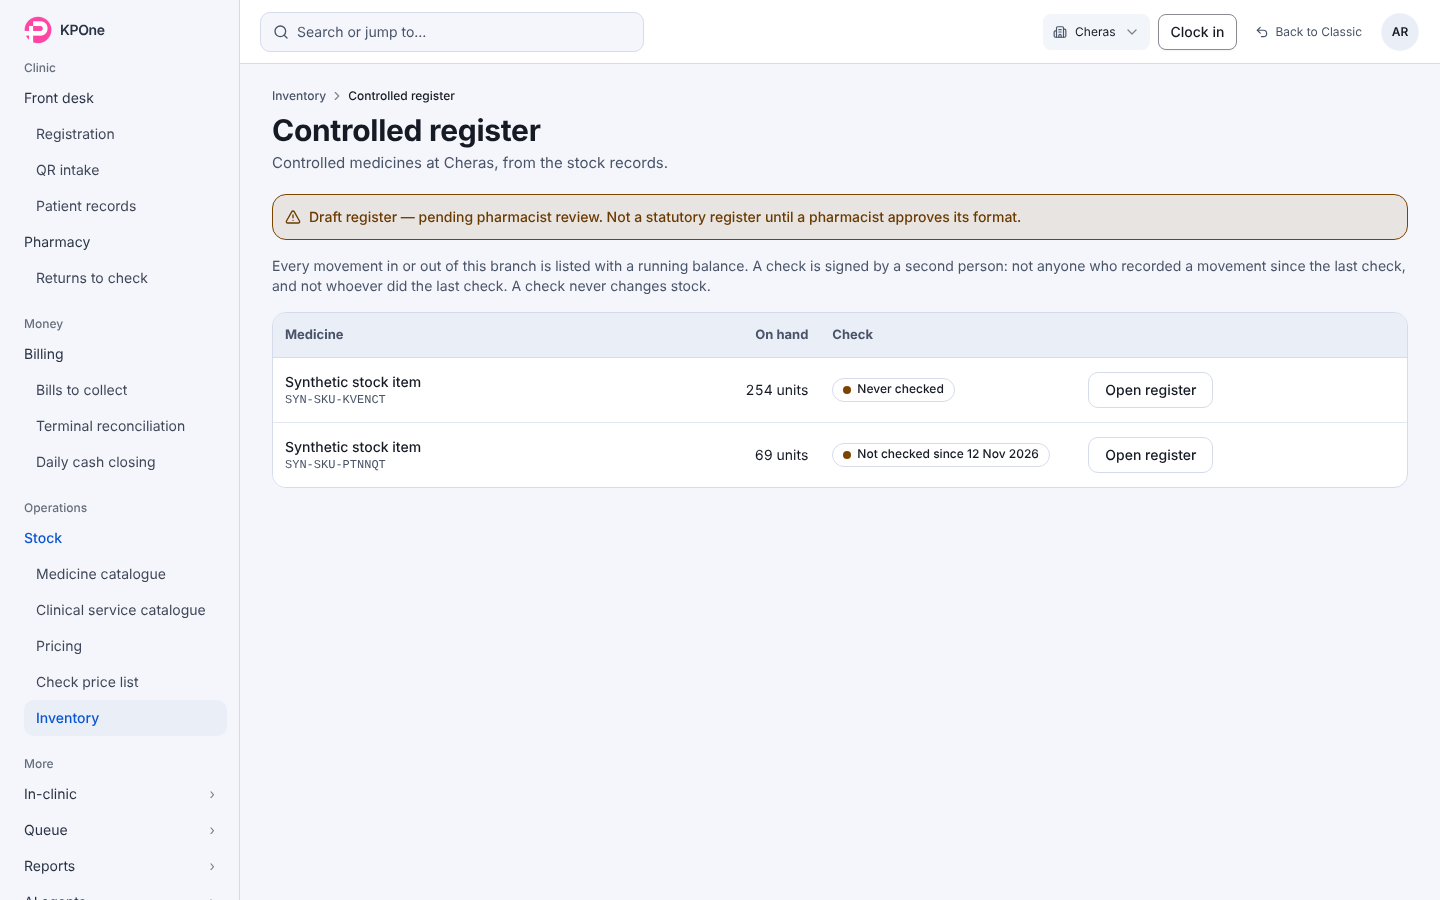 KPOne
Search or jump to...
Cheras
Clock in
Back to Classic
AR
Clinic
Front desk
Registration
QR intake
Patient records
Pharmacy
Returns to check
Money
Billing
Bills to collect
Terminal reconciliation
Daily cash closing
Operations
Stock
Medicine catalogue
Clinical service catalogue
Pricing
Check price list
Inventory
More
In-clinic
Queue
Reports
Inventory > Controlled register
Controlled register
Controlled medicines at Cheras, from the stock records.
Draft register — pending pharmacist review. Not a statutory register until a pharmacist approves its format.
Every movement in or out of this branch is listed with a running balance. A check is signed by a second person: not anyone who recorded a movement since the last check,
and not whoever did the last check. A check never changes stock.
Medicine On hand Check
Synthetic stock item
SYN-SKU-KVENCT
254 units Never checked Open register
Synthetic stock item
SYN-SKU-PTNNQT
69 units Not checked since 12 Nov 2026 Open register